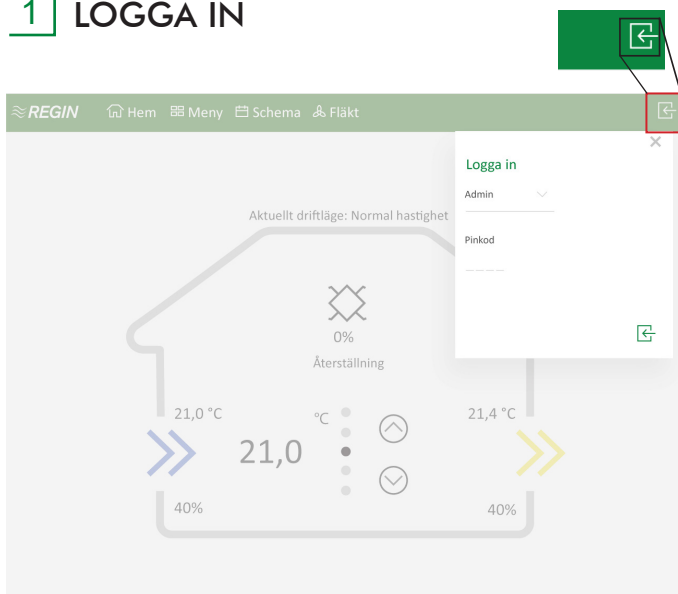 1 LOGGA IN
REGIN Hem Meny Schema Fläkt
Logga in
Admin
Pinkod
Aktuellt driftläge: Normal hastighet
0%
Återställning
21,0 °C
21,0 °C
21,4 °C
40%
40%